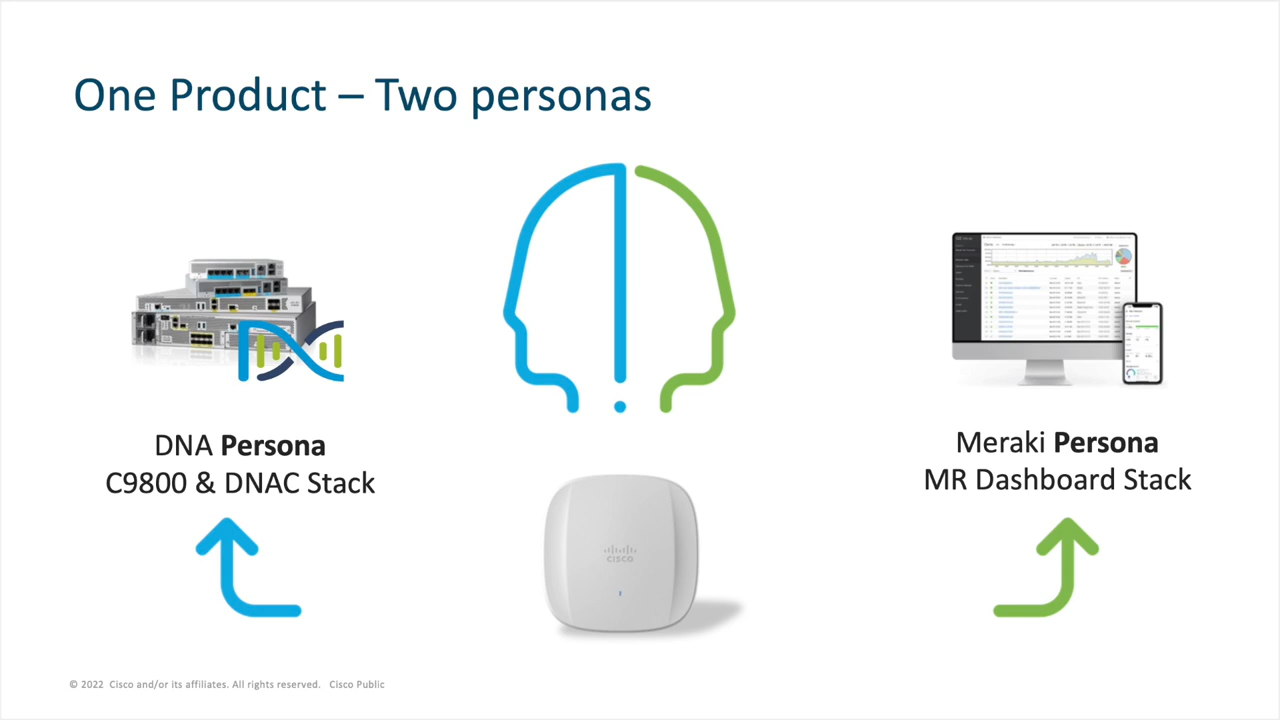 One Product – Two personas
DNA Persona
C9800 & DNAC Stack
Meraki Persona
MR Dashboard Stack
CISCO
© 2022 Cisco and/or its affiliates. All rights reserved. Cisco Public